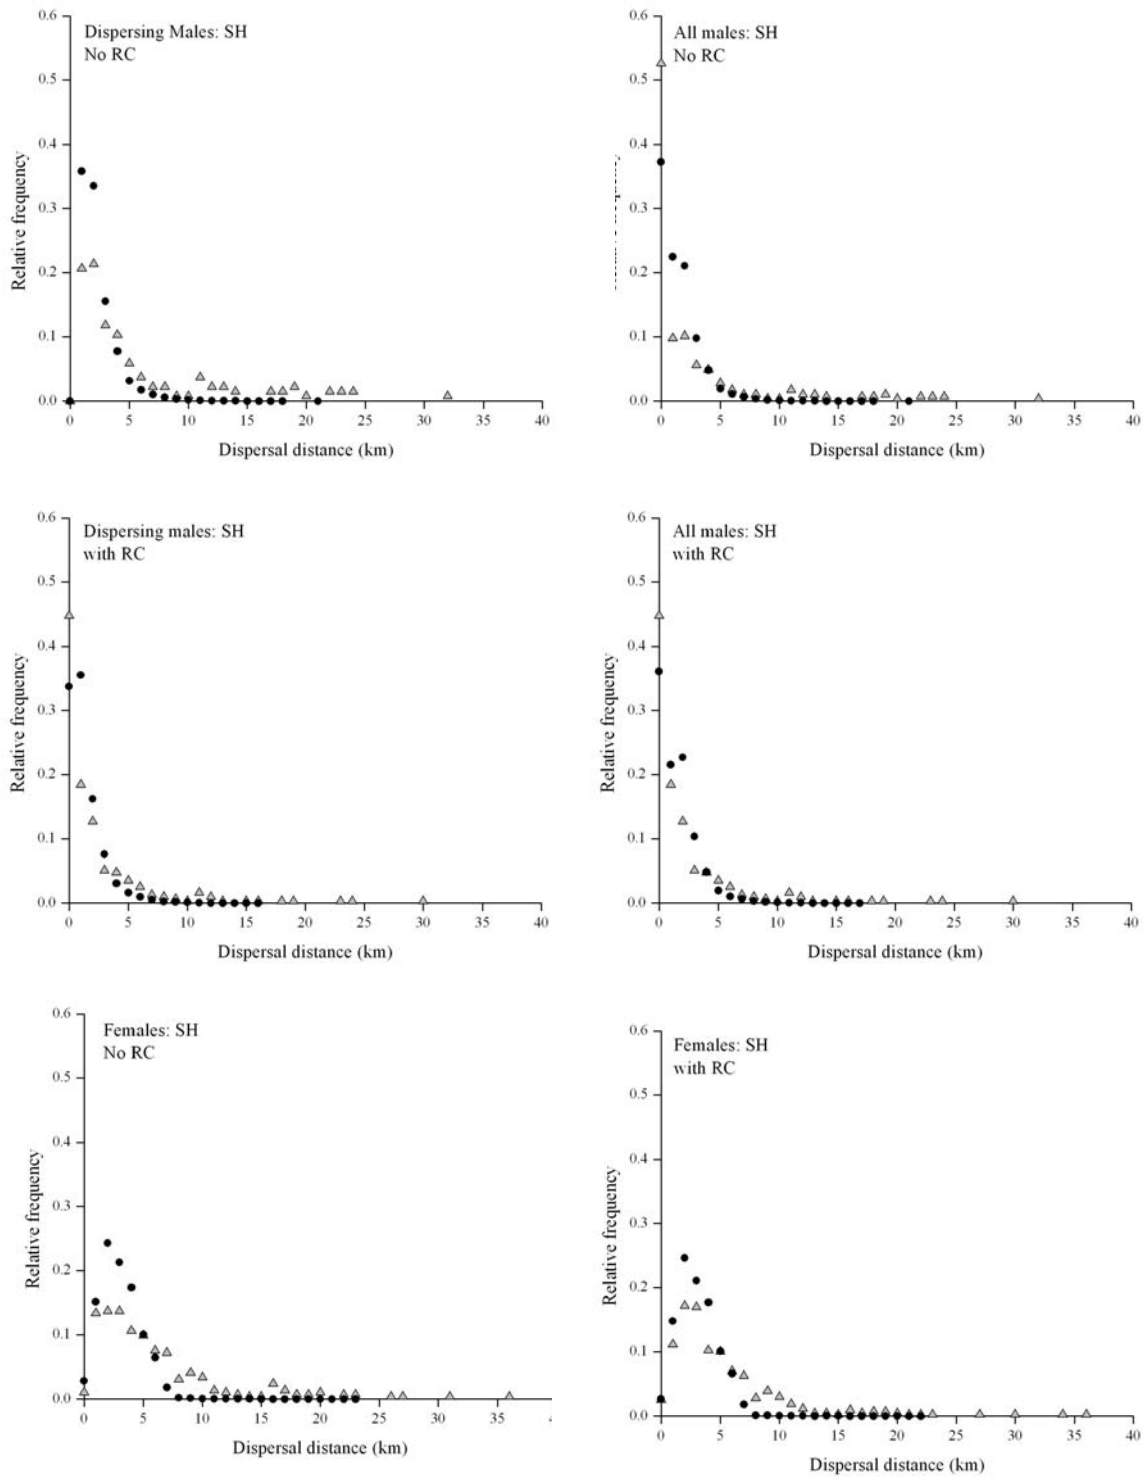 Dispersing Males: SH
No RC
0.6
0.5
0.4
0.3
0.2
0.1
0.0
Relative frequency
0 5 10 15 20 25 30 35 40
Dispersal distance (km)
All males: SH
No RC
0.6
0.5
0.4
0.3
0.2
0.1
0.0
0 5 10 15 20 25 30 35 40
Dispersal distance (km)
Dispersing males: SH
with RC
0.6
0.5
0.4
0.3
0.2
0.1
0.0
Relative frequency
0 5 10 15 20 25 30 35 40
Dispersal distance (km)
All males: SH
with RC
0.6
0.5
0.4
0.3
0.2
0.1
0.0
Relative frequency
0 5 10 15 20 25 30 35 40
Dispersal distance (km)
Females: SH
No RC
0.6
0.5
0.4
0.3
0.2
0.1
0.0
Relative frequency
0 5 10 15 20 25 30 35
Dispersal distance (km)
Females: SH
with RC
0.6
0.5
0.4
0.3
0.2
0.1
0.0
Relative frequency
0 5 10 15 20 25 30 35 40
Dispersal distance (km)